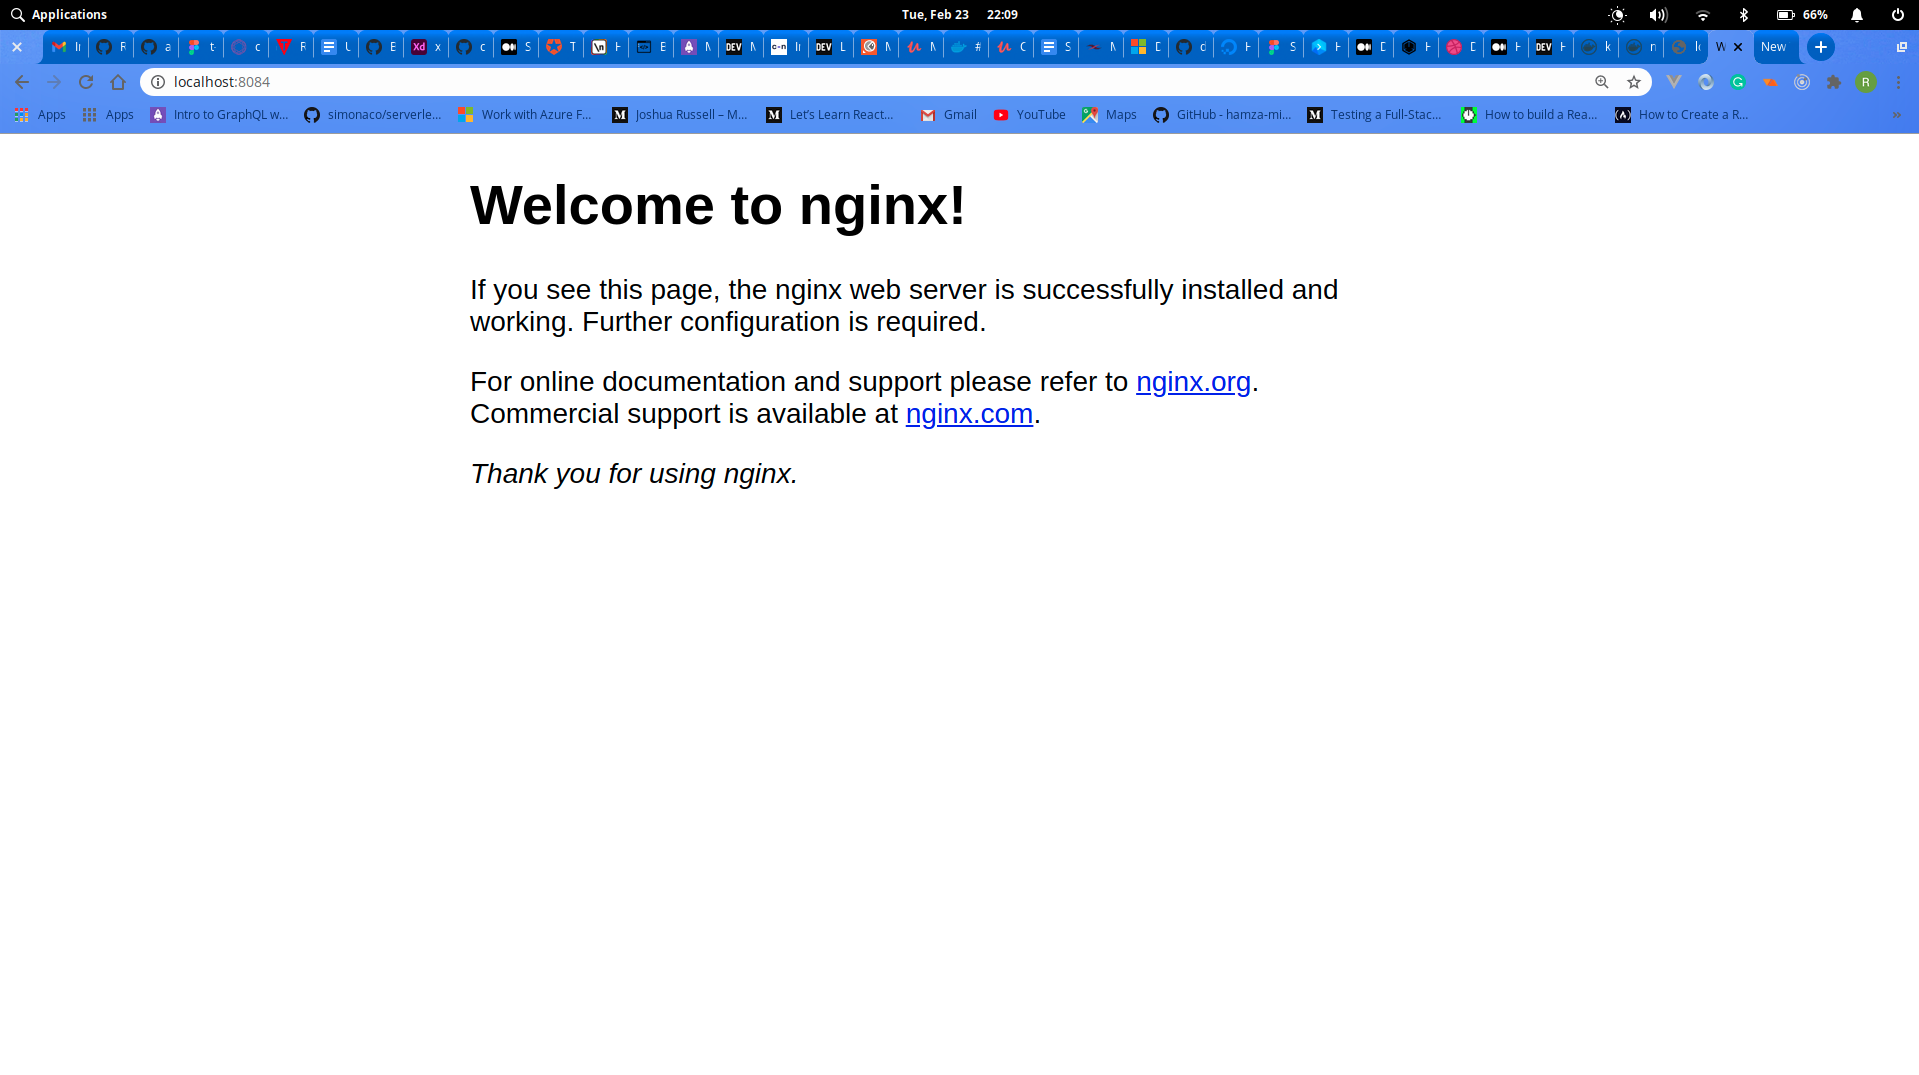 Applications
Tue, Feb 23 22:09
66%
New
localhost:8084
Apps
Apps
Intro to GraphQL w...
simonaco/serverle...
Work with Azure F...
Joshua Russell – M...
Let’s Learn React...
Gmail
YouTube
Maps
GitHub - hamza-mi...
Testing a Full-Stac...
How to build a Rea...
How to Create a R...
Welcome to nginx!
If you see this page, the nginx web server is successfully installed and
working. Further configuration is required.
For online documentation and support please refer to nginx.org.
Commercial support is available at nginx.com.
Thank you for using nginx.